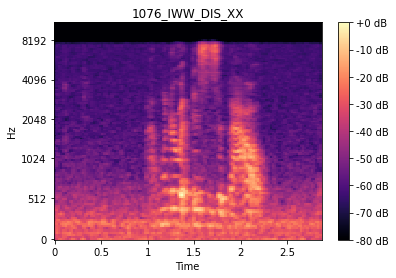 1076_IWW_DIS_XX
+0 dB
8192
-10 dB
4096
-20 dB
-30 dB
2048
Hz
-40 dB
1024
-50 dB
512
-60 dB
-70 dB
0
-80 dB
0 0.5 1 1.5 2 2.5
Time